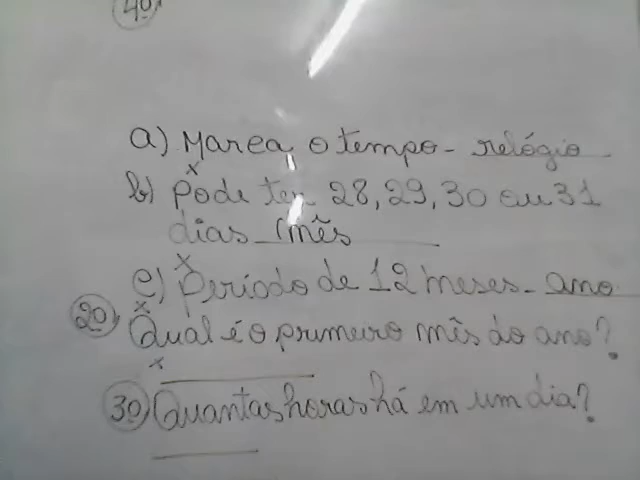 4º)
a) Marca o tempo - relógio
b) Pode ter 28, 29, 30 ou 31
dias (mês
c) Período de 12 meses - ano
2º) Qual é o primeiro mês do ano?
3º) Quantas horas há em um dia?